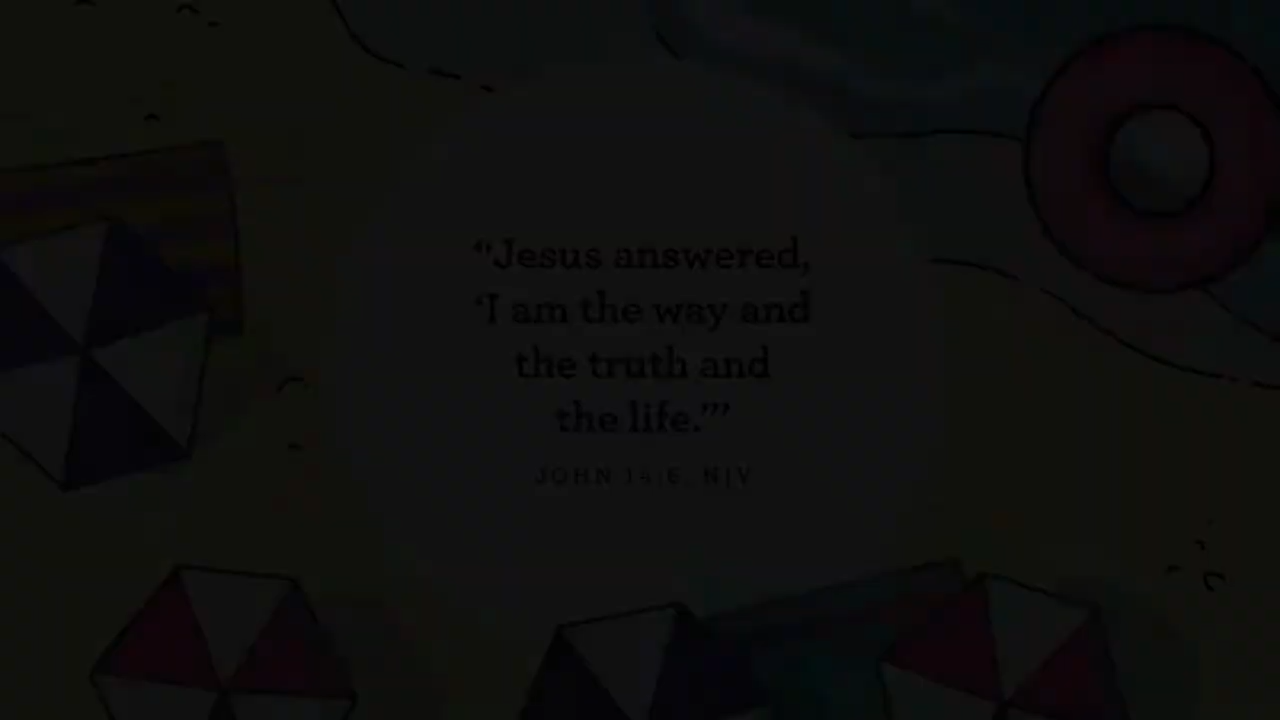 “Jesus answered,
‘I am the way and
the truth and
the life.”’
JOHN 14:6, NIV